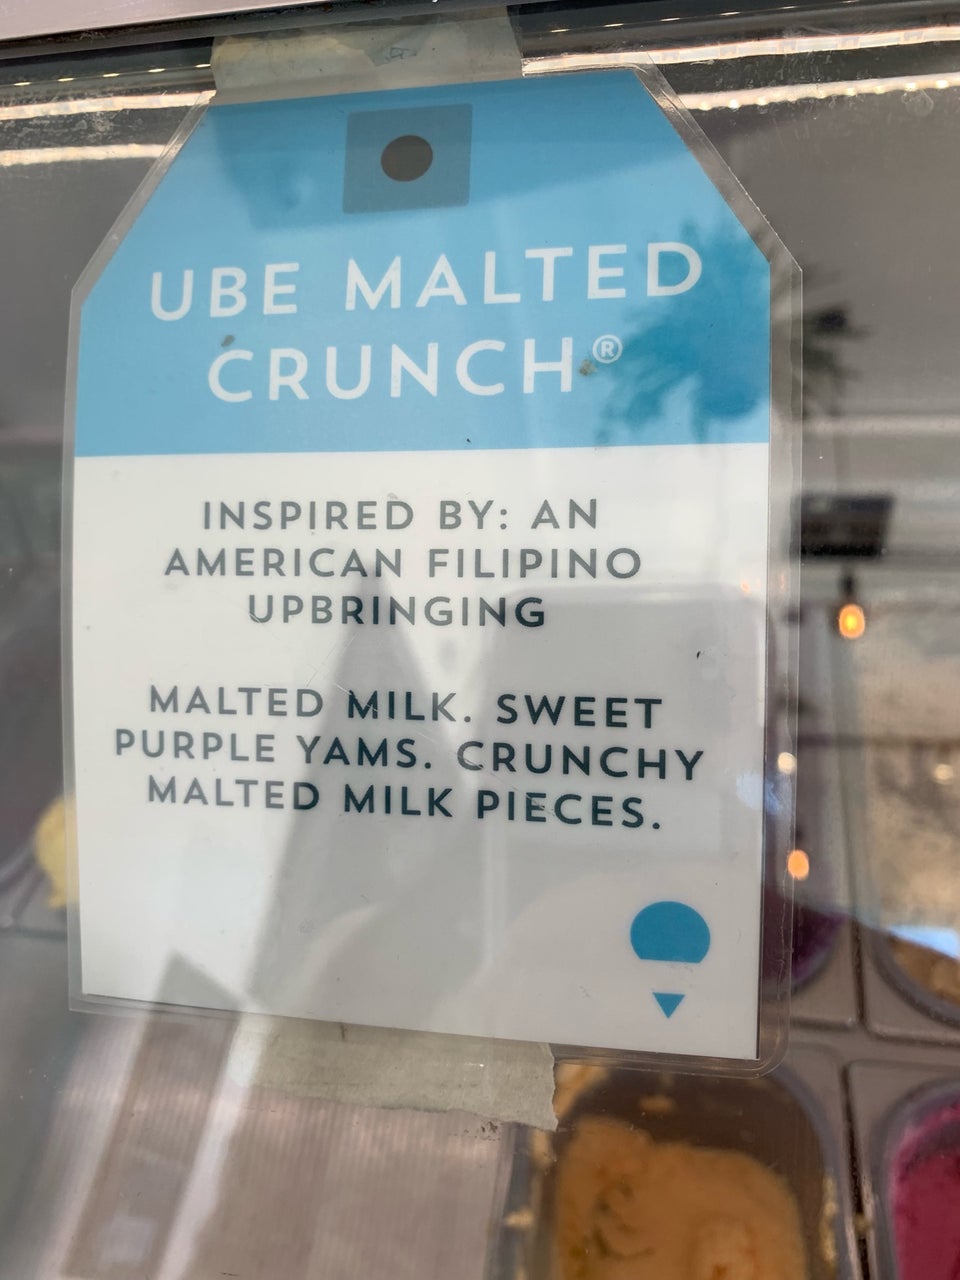 UBE MALTED
CRUNCH®
INSPIRED BY: AN
AMERICAN FILIPINO
UPBRINGING
MALTED MILK. SWEET
PURPLE YAMS. CRUNCHY
MALTED MILK PIECES.